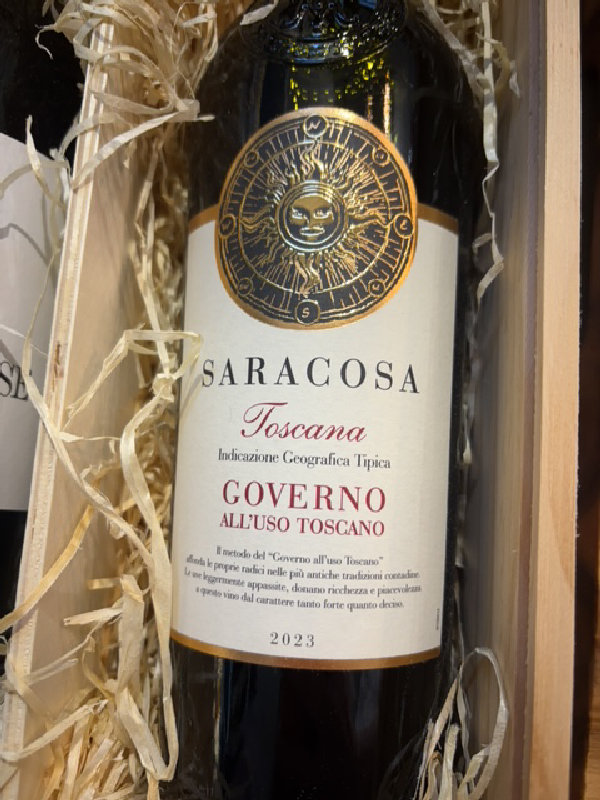 N
S
SARACOSA
Toscana
Indicazione Geografica Tipica
GOVERNO
ALL'USO TOSCANO
Il metodo del "Governo all'uso Toscano"
affonda le proprie radici nelle più antiche tradizioni contadine.
Le uve leggermente appassite, donano ricchezza e piacevolezza
a questo vino dal carattere tanto forte quanto deciso.
2023
SE